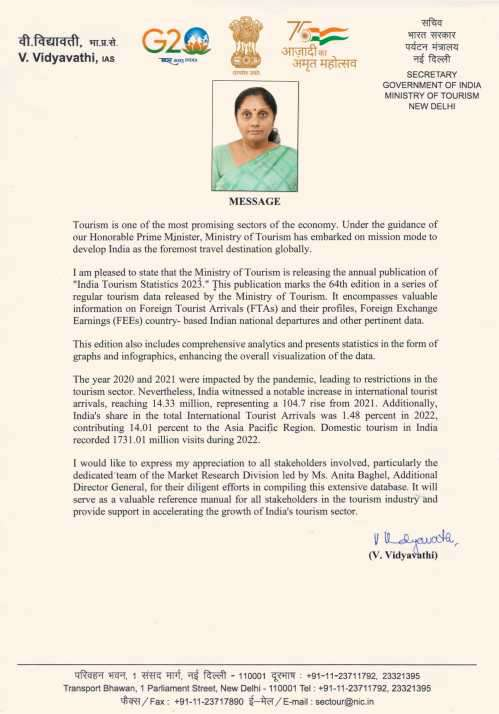 वी.विद्यावती, भा.प्र.से.
V. Vidyavathi, IAS
G20
भारत 2023 INDIA
सत्यमेव जयते
75
आज़ादी का
अमृत महोत्सव
सचिव
भारत सरकार
पर्यटन मंत्रालय
नई दिल्ली
SECRETARY
GOVERNMENT OF INDIA
MINISTRY OF TOURISM
NEW DELHI
MESSAGE
Tourism is one of the most promising sectors of the economy. Under the guidance of
our Honorable Prime Minister, Ministry of Tourism has embarked on mission mode to
develop India as the foremost travel destination globally.
I am pleased to state that the Ministry of Tourism is releasing the annual publication of
"India Tourism Statistics 2023." This publication marks the 64th edition in a series of
regular tourism data released by the Ministry of Tourism. It encompasses valuable
information on Foreign Tourist Arrivals (FTAs) and their profiles, Foreign Exchange
Earnings (FEEs) country- based Indian national departures and other pertinent data.
This edition also includes comprehensive analytics and presents statistics in the form of
graphs and infographics, enhancing the overall visualization of the data.
The year 2020 and 2021 were impacted by the pandemic, leading to restrictions in the
tourism sector. Nevertheless, India witnessed a notable increase in international tourist
arrivals, reaching 14.33 million, representing a 104.7 rise from 2021. Additionally,
India's share in the total International Tourist Arrivals was 1.48 percent in 2022,
contributing 14.01 percent to the Asia Pacific Region. Domestic tourism in India
recorded 1731.01 million visits during 2022.
I would like to express my appreciation to all stakeholders involved, particularly the
dedicated team of the Market Research Division led by Ms. Anita Baghel, Additional
Director General, for their diligent efforts in compiling this extensive database. It will
serve as a valuable reference manual for all stakeholders in the tourism industry and
provide support in accelerating the growth of India's tourism sector.
V Vidyavathi
(V. Vidyavathi)
परिवहन भवन, 1 संसद मार्ग, नई दिल्ली - 110001 दूरभाष : +91-11-23711792, 23321395
Transport Bhawan, 1 Parliament Street, New Delhi - 110001 Tel : +91-11-23711792, 23321395
फैक्स / Fax : +91-11-23717890 ई-मेल / E-mail : sectour@nic.in